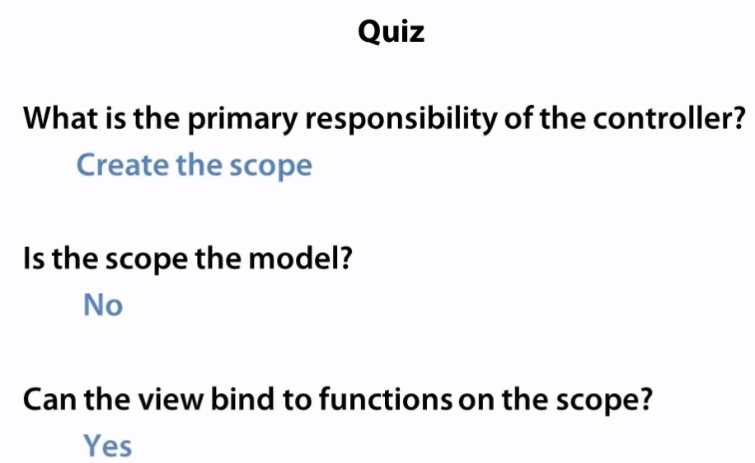 Quiz
What is the primary responsibility of the controller?
Create the scope
Is the scope the model?
No
Can the view bind to functions on the scope?
Yes